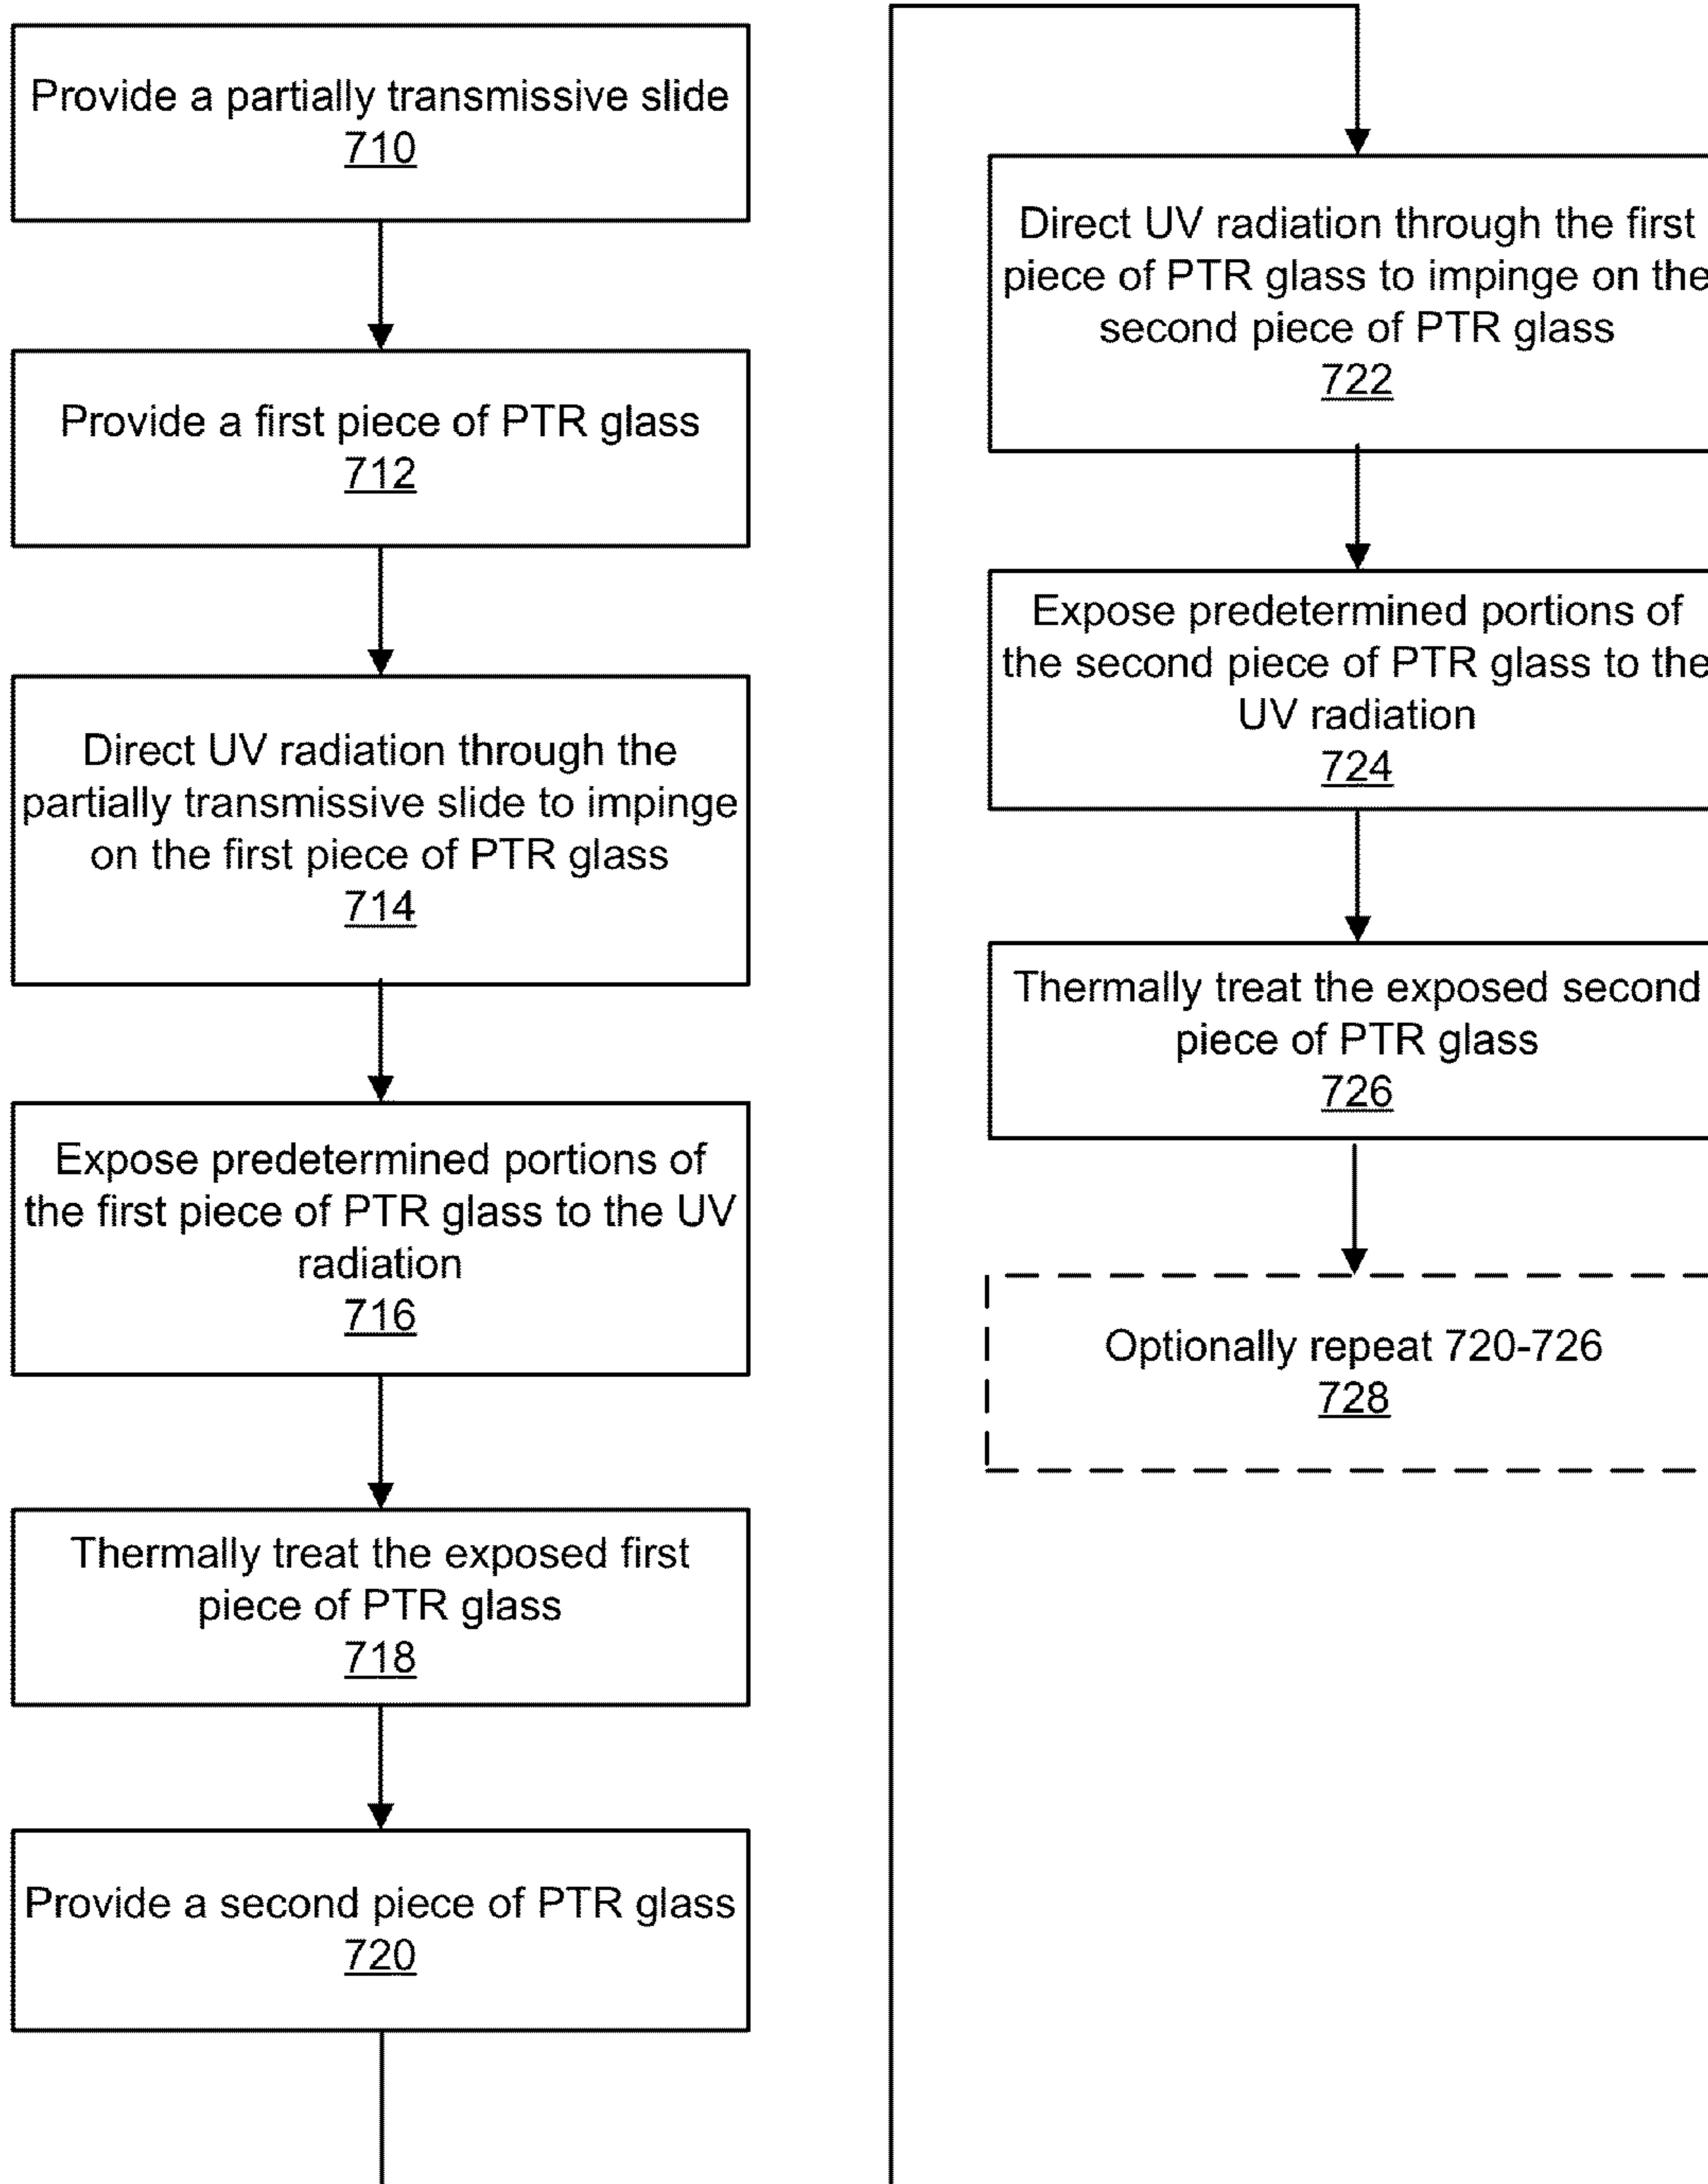 Provide a partially transmissive slide
710
Provide a first piece of PTR glass
712
Direct UV radiation through the
partially transmissive slide to impinge
on the first piece of PTR glass
714
Expose predetermined portions of
the first piece of PTR glass to the UV
radiation
716
Thermally treat the exposed first
piece of PTR glass
718
Provide a second piece of PTR glass
720
Direct UV radiation through the first
piece of PTR glass to impinge on the
second piece of PTR glass
722
Expose predetermined portions of
the second piece of PTR glass to the
UV radiation
724
Thermally treat the exposed second
piece of PTR glass
726
Optionally repeat 720-726
728